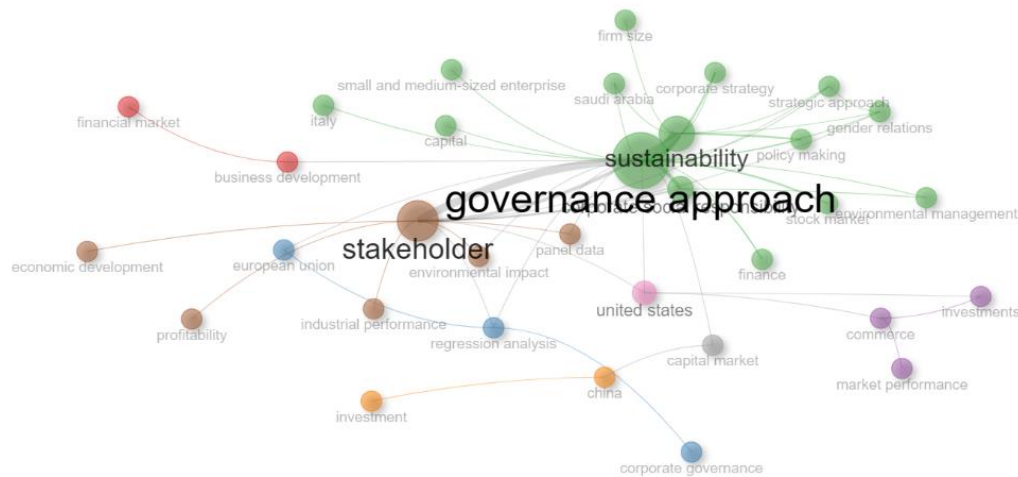 firm size
small and medium-sized enterprise
corporate strategy
saudi arabia
strategic approach
financial market
italy
capital
gender relations
sustainability
policy making
business development
governance approach
corporate social responsibility
stock market
environmental management
stakeholder
panel data
economic development
european union
environmental impact
finance
united states
investments
profitability
industrial performance
regression analysis
commerce
capital market
market performance
china
investment
corporate governance